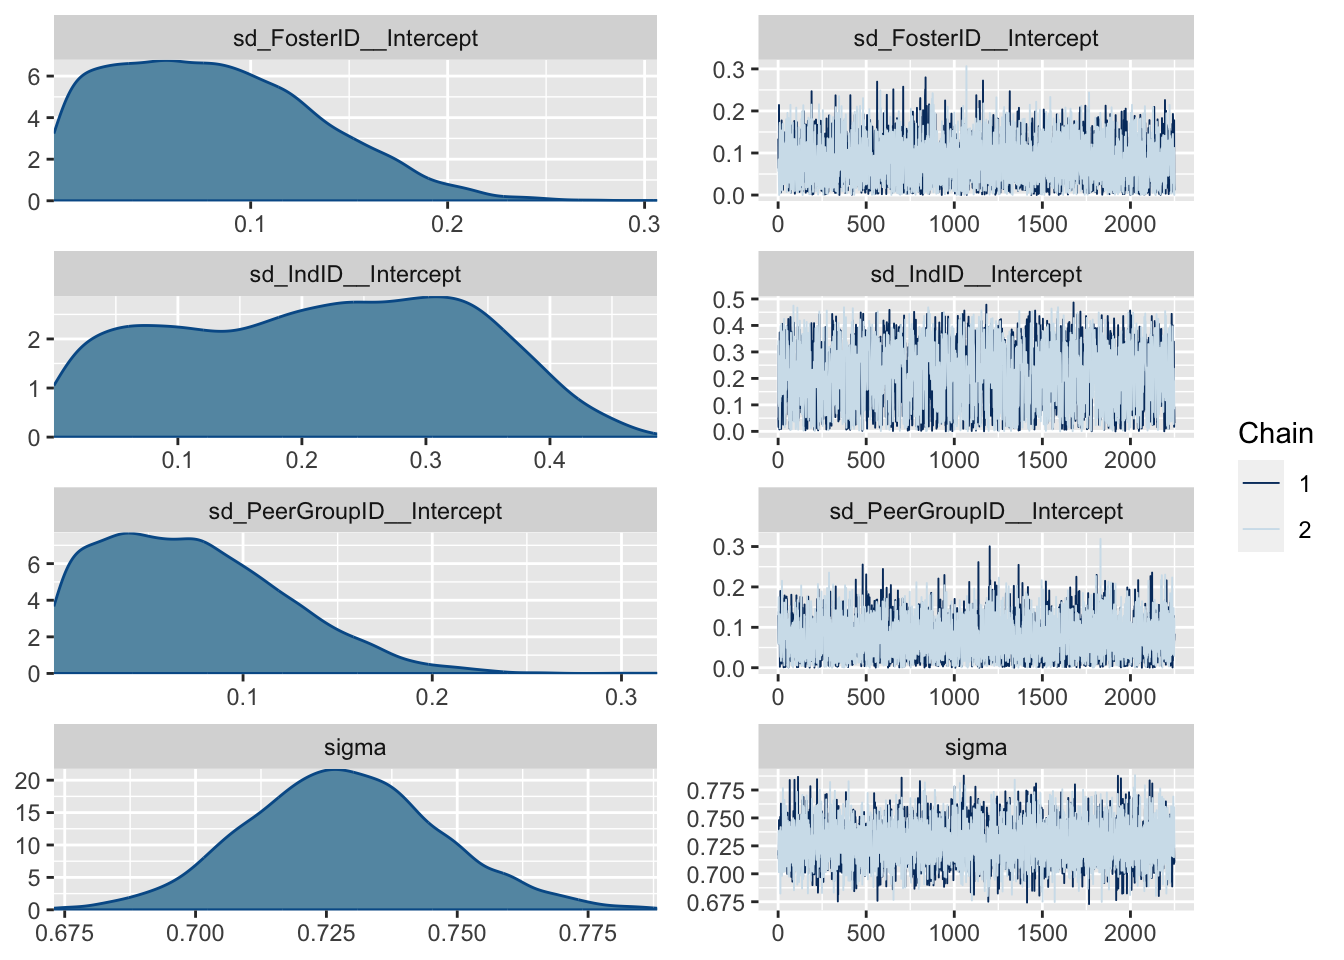 sd_FosterID__Intercept
6
4
2
0
0.1 0.2 0.3
sd_FosterID__Intercept
0.3
0.2
0.1
0.0
0 500 1000 1500 2000
sd_IndID__Intercept
2
1
0
0.1 0.2 0.3 0.4
sd_IndID__Intercept
0.5
0.4
0.3
0.2
0.1
0.0
0 500 1000 1500 2000
sd_PeerGroupID__Intercept
6
4
2
0
0.1 0.2 0.3
sd_PeerGroupID__Intercept
0.3
0.2
0.1
0.0
0 500 1000 1500 2000
sigma
20
15
10
5
0
0.675 0.700 0.725 0.750 0.775
sigma
0.775
0.750
0.725
0.700
0.675
0 500 1000 1500 2000
Chain
1
2